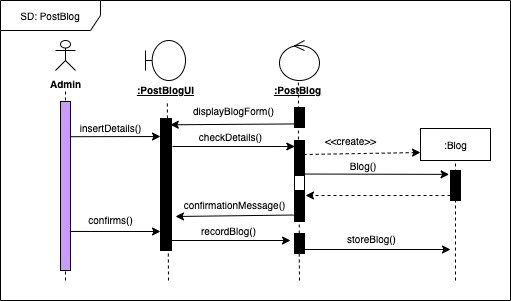 SD: PostBlog
Admin
:PostBlogUI
:PostBlog
displayBlogForm()
insertDetails()
checkDetails()
<<create>>
:Blog
Blog()
confirmationMessage()
confirms()
recordBlog()
storeBlog()